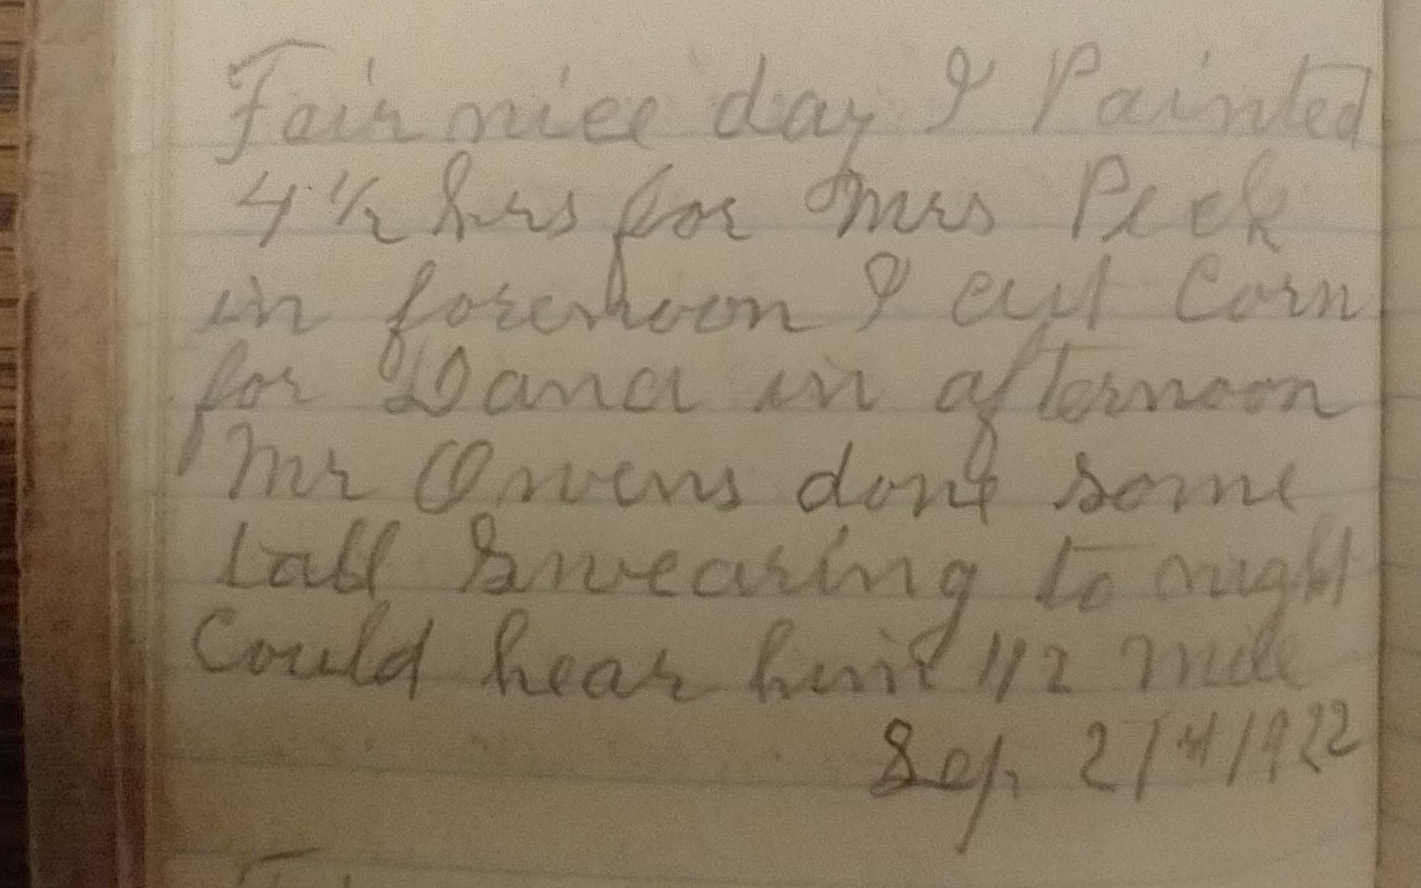 Fair nice day I Painted
4 1/2 hrs for Mrs Peck
in forenoon I cut Corn
for Dana in afternoon
Mr Owens done some
tall Swearing to night
Could hear him 1/2 mile
Sep. 27th 1922